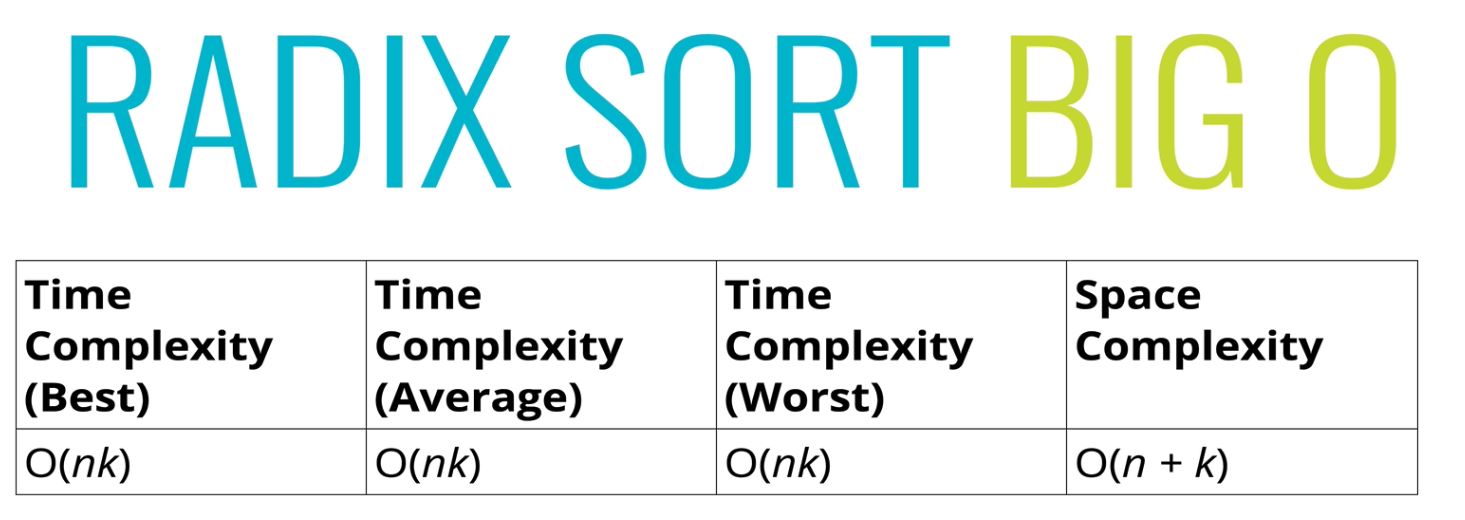 RADIX SORT BIG O
Time Complexity (Best)
Time Complexity (Average)
Time Complexity (Worst)
Space Complexity
O(nk)
O(nk)
O(nk)
O(n + k)